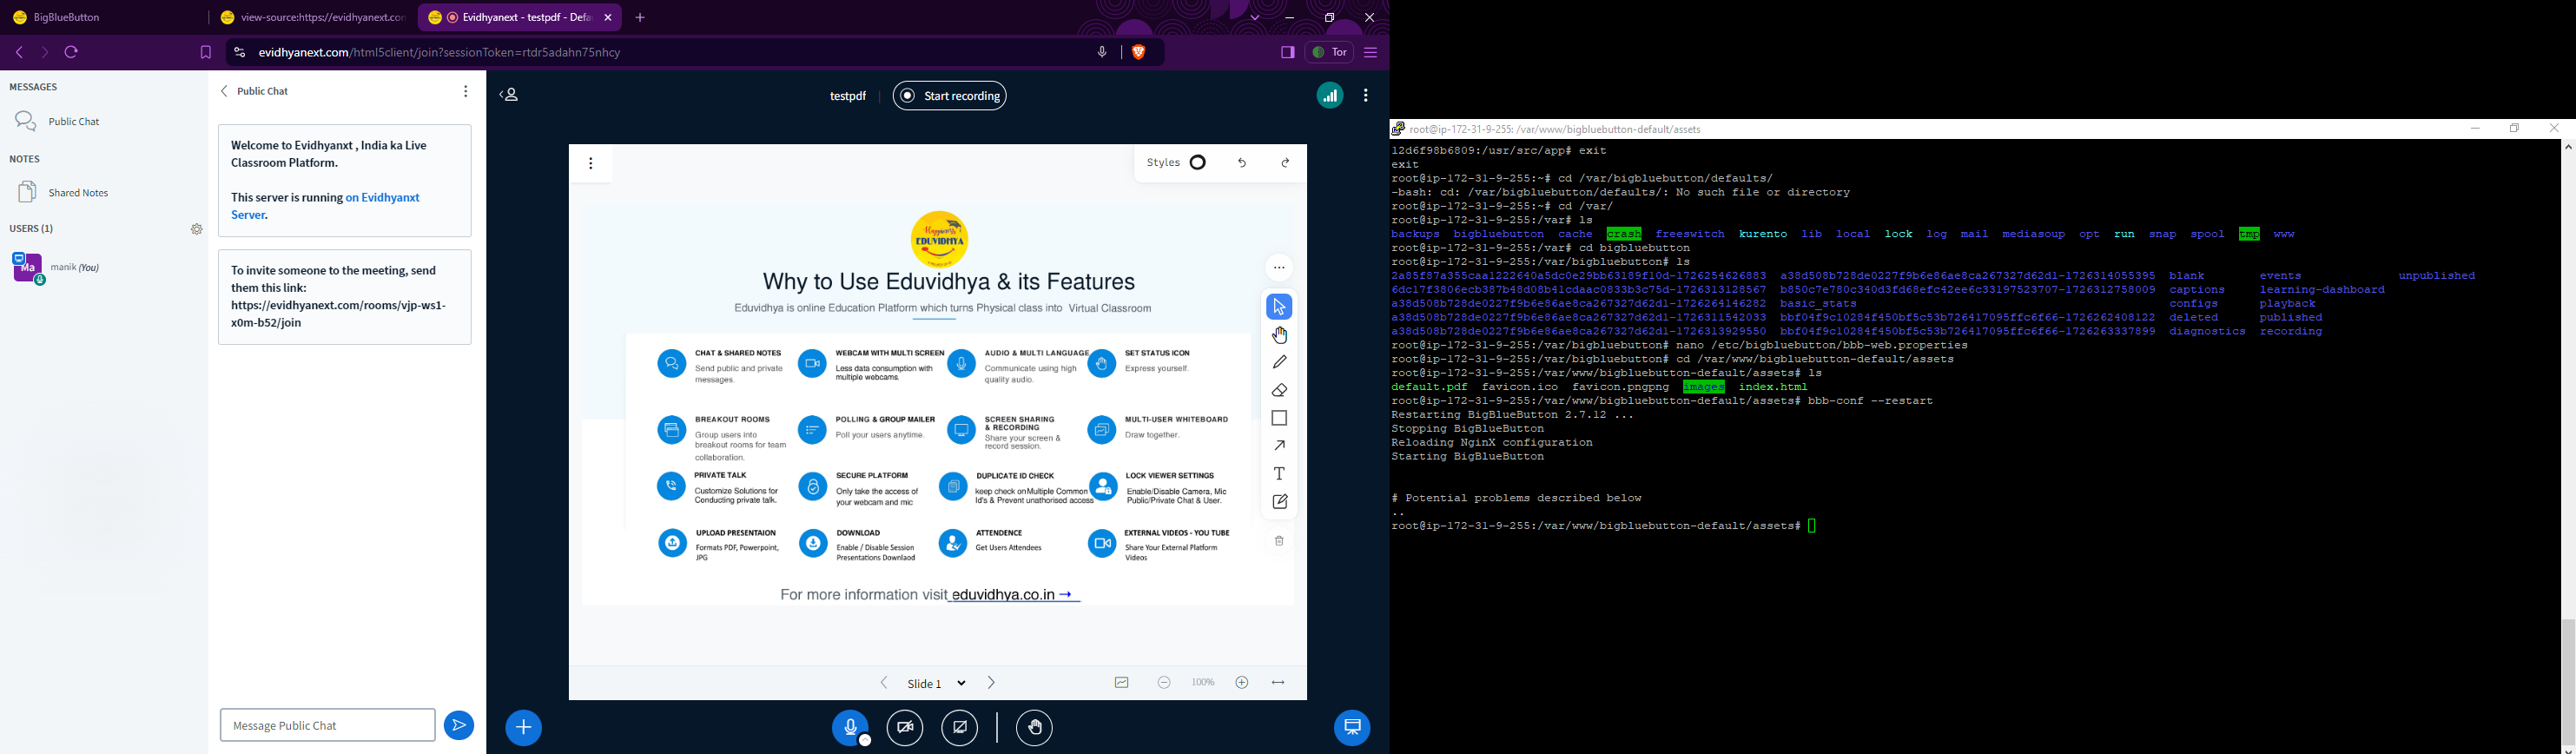 BigBlueButton
view-source:https://evidhyanext.con
Evidhyanext - testpdf - Defa
evidhyanext.com/html5client/join?sessionToken=rtdr5adahn75nhcy
Tor
MESSAGES
Public Chat
NOTES
Shared Notes
USERS (1)
Ma
manik (You)
Public Chat
Welcome to Evidhyanxt , India ka Live
Classroom Platform.
This server is running on Evidhyanxt
Server.
To invite someone to the meeting, send
them this link:
https://evidhyanext.com/rooms/vjp-ws1-
x0m-b52/join
Message Public Chat
testpdf
Start recording
Styles
Happiness
EDUVIDHYA
Why to Use Eduvidhya & its Features
Eduvidhya is online Education Platform which turns Physical class into Virtual Classroom
CHAT & SHARED NOTES
Send public and private
messages.
WEBCAM WITH MULTI SCREEN
Less data consumption with
multiple webcams.
AUDIO & MULTI LANGUAGE
Communicate using high
quality audio.
SET STATUS ICON
Express yourself.
BREAKOUT ROOMS
Group users into
breakout rooms for team
collaboration.
POLLING & GROUP MAILER
Poll your users anytime.
SCREEN SHARING
& RECORDING
Share your screen &
record session.
MULTI-USER WHITEBOARD
Draw together.
PRIVATE TALK
Customize Solutions for
Conducting private talk.
SECURE PLATFORM
Only take the access of
your webcam and mic
DUPLICATE ID CHECK
keep check on Multiple Common
Id's & Prevent unathorised access
LOCK VIEWER SETTINGS
Enable/Disable Camera, Mic
Public/Private Chat & User.
UPLOAD PRESENTAION
Formats PDF, Powerpoint,
JPG
DOWNLOAD
Enable / Disable Session
Presentations Downlaod
ATTENDENCE
Get Users Attendees
EXTERNAL VIDEOS - YOU TUBE
Share Your External Platform
Videos
For more information visit eduvidhya.co.in →
Slide 1
100%
root@ip-172-31-9-255: /var/www/bigbluebutton-default/assets
12d6f98b6809:/usr/src/app# exit
exit
root@ip-172-31-9-255:~# cd /var/bigbluebutton/defaults/
-bash: cd: /var/bigbluebutton/defaults/: No such file or directory
root@ip-172-31-9-255:~# cd /var/
root@ip-172-31-9-255:/var# ls
backups bigbluebutton cache crash freeswitch kurento lib local lock log mail mediasoup opt run snap spool tmp www
root@ip-172-31-9-255:/var# cd bigbluebutton
root@ip-172-31-9-255:/var/bigbluebutton# ls
2a85f87a355caa1222640a5dc0e29bb63189f10d-1726254626883 a38d508b728de0227f9b6e86ae8ca267327d62d1-1726314055395 blank events unpublished
6dc17f3806ecb387b48d08b41cdaac0833b3c75d-1726313128567 b850c7e780c340d3fd68efc42ee6c33197523707-1726312758009 captions learning-dashboard
a38d508b728de0227f9b6e86ae8ca267327d62d1-1726264146282 basic_stats configs playback
a38d508b728de0227f9b6e86ae8ca267327d62d1-1726311542033 bbf04f9c10284f450bf5c53b726417095ffc6f66-1726262408122 deleted published
a38d508b728de0227f9b6e86ae8ca267327d62d1-1726313929550 bbf04f9c10284f450bf5c53b726417095ffc6f66-1726263337899 diagnostics recording
root@ip-172-31-9-255:/var/bigbluebutton# nano /etc/bigbluebutton/bbb-web.properties
root@ip-172-31-9-255:/var/bigbluebutton# cd /var/www/bigbluebutton-default/assets
root@ip-172-31-9-255:/var/www/bigbluebutton-default/assets# ls
default.pdf favicon.ico favicon.pngpng images index.html
root@ip-172-31-9-255:/var/www/bigbluebutton-default/assets# bbb-conf --restart
Restarting BigBlueButton 2.7.12 ...
Stopping BigBlueButton
Reloading NginX configuration
Starting BigBlueButton
# Potential problems described below
..
root@ip-172-31-9-255:/var/www/bigbluebutton-default/assets#